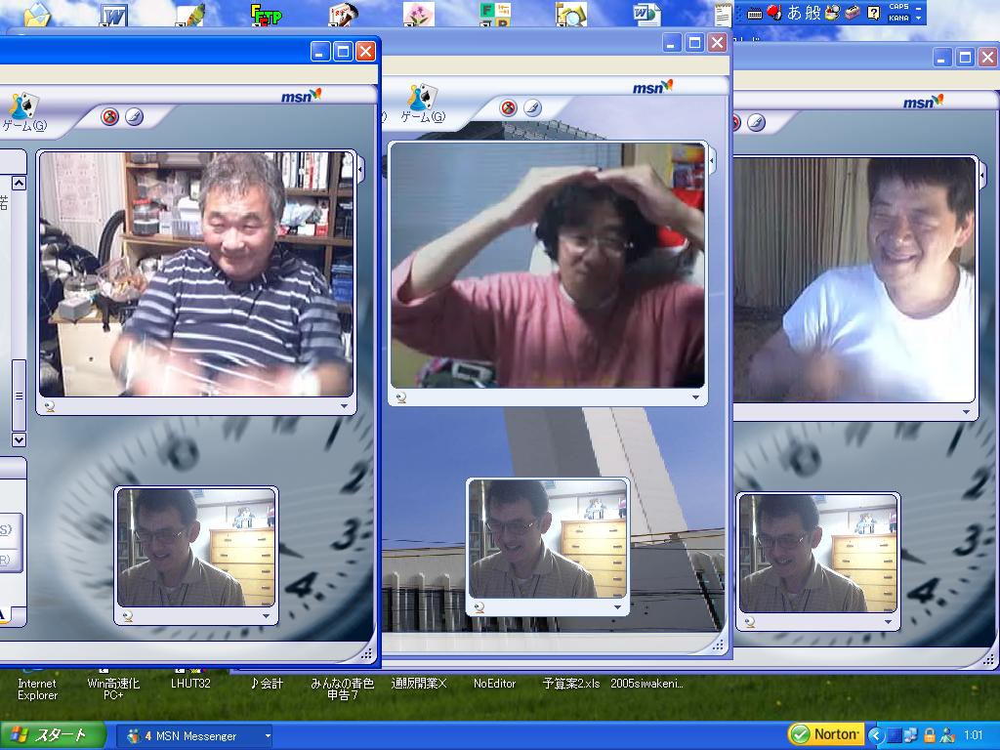 あ 般
CAPS
KANA
msn
msn
msn
ゲーム(G)
ゲーム(G)
S)
R)
Internet
Explorer
Win高速化
PC+
LHUT32
♪会計
みんなの青色
申告7
通販開業X
NoEditor
予算案2.xls
2005siwakeni...
スタート
4 MSN Messenger
Norton
1:01